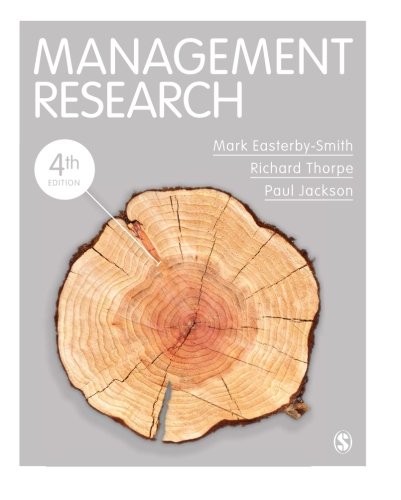 MANAGEMENT
RESEARCH
Mark Easterby-Smith
Richard Thorpe
Paul Jackson
4th
EDITION
S